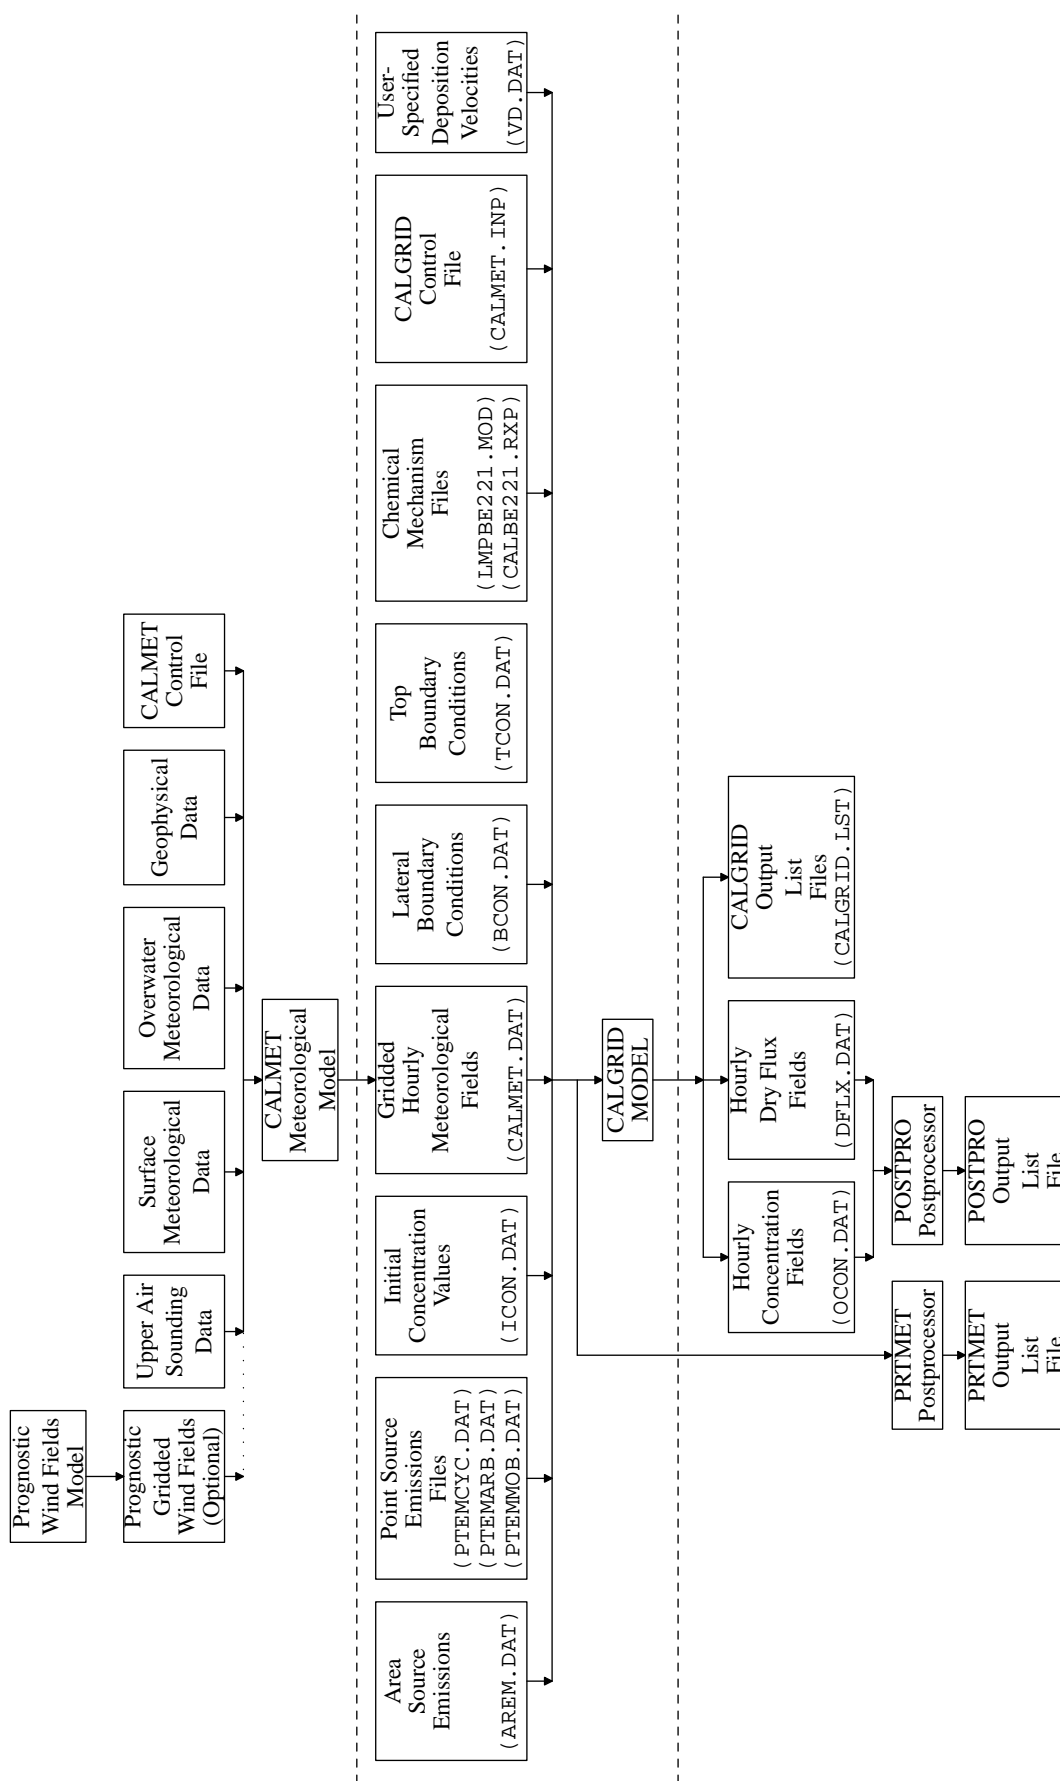 Prognostic
Wind Fields
Model
Prognostic
Gridded
Wind Fields
(Optional)
Upper Air
Sounding
Data
Surface
Meteorological
Data
Overwater
Meteorological
Data
Geophysical
Data
CALMET
Control
File
CALMET
Meteorological
Model
Area
Source
Emissions
(AREM.DAT)
Point Source
Emissions
Files
(PTEMCYC.DAT)
(PTEMARB.DAT)
(PTEMMOB.DAT)
Initial
Concentration
Values
(ICON.DAT)
Gridded
Hourly
Meteorological
Fields
(CALMET.DAT)
Lateral
Boundary
Conditions
(BCON.DAT)
Top
Boundary
Conditions
(TCON.DAT)
Chemical
Mechanism
Files
(LMPBE221.MOD)
(CALBE221.RXP)
CALGRID
Control
File
(CALMET.INP)
User-
Specified
Deposition
Velocities
(VD.DAT)
CALGRID
MODEL
Hourly
Concentration
Fields
(OCON.DAT)
Hourly
Dry Flux
Fields
(DFLX.DAT)
CALGRID
Output
List
Files
(CALGRID.LST)
PRTMET
Postprocessor
POSTPRO
Postprocessor
PRTMET
Output
List
File
POSTPRO
Output
List
File